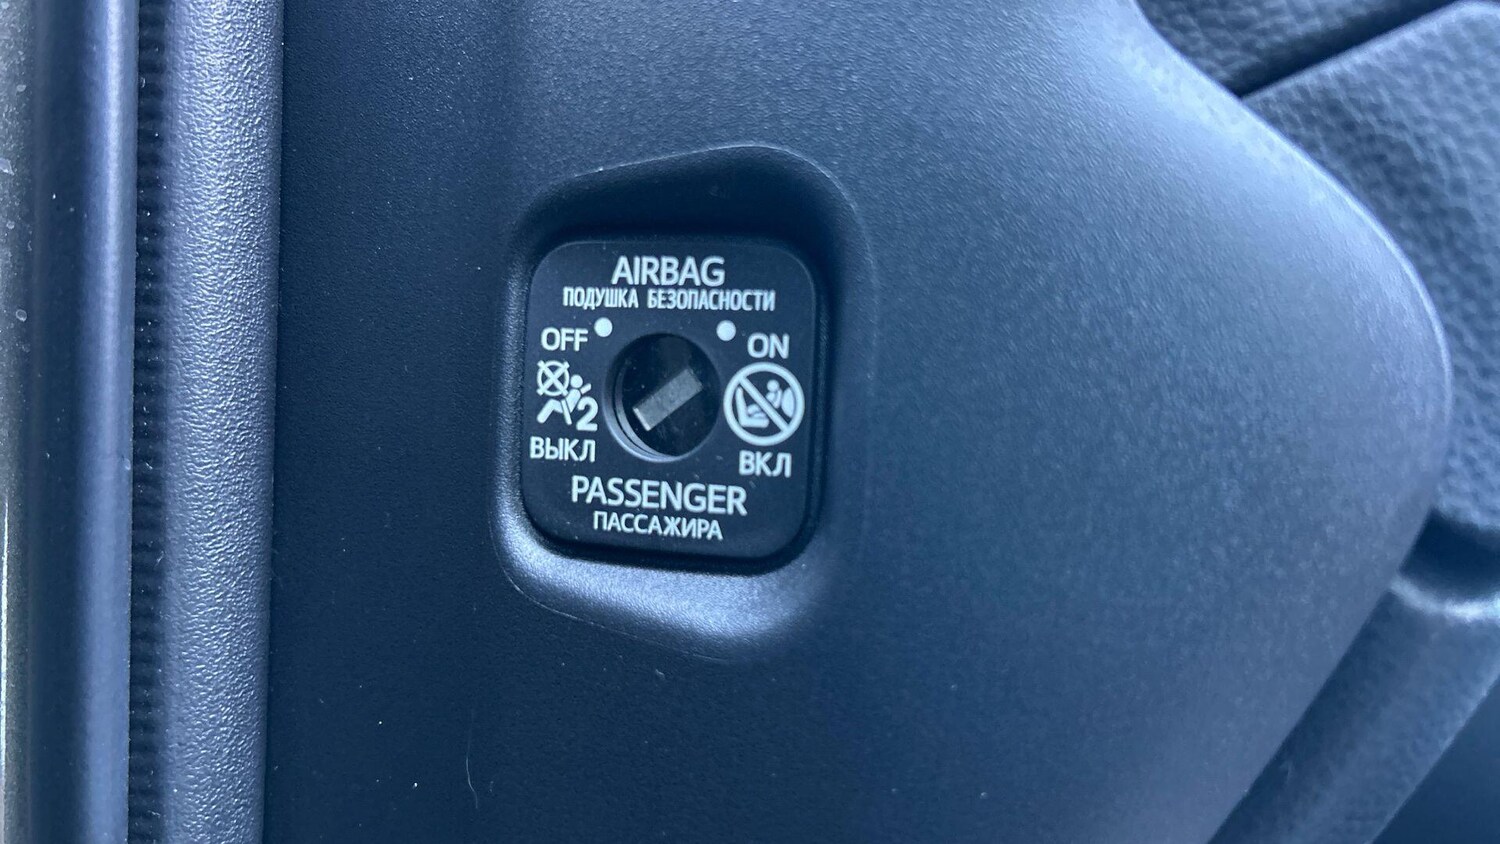 AIRBAG
ПОДУШКА БЕЗОПАСНОСТИ
OFF
ON
2
ВЫКЛ
ВКЛ
PASSENGER
ПАССАЖИРА